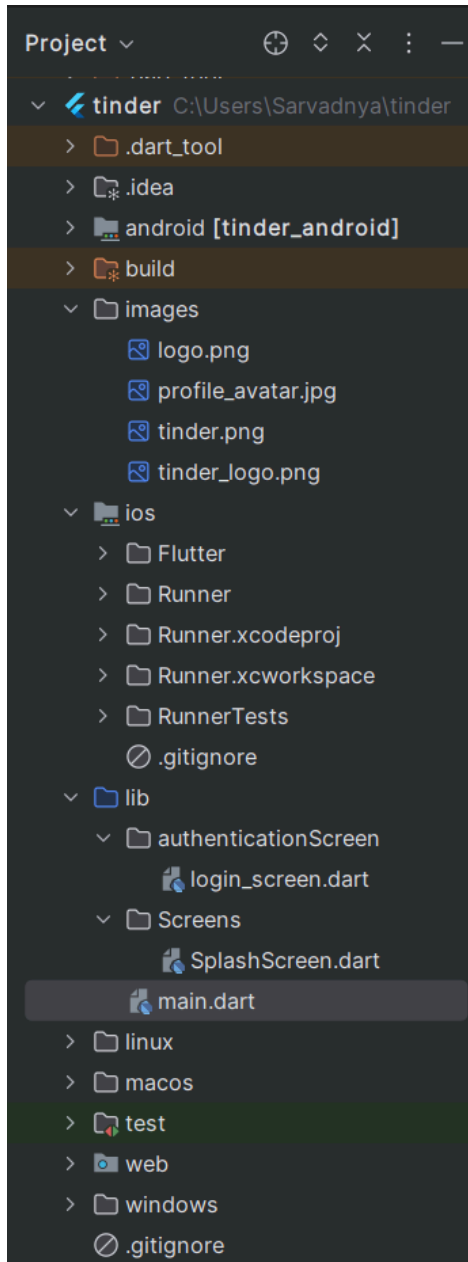 Project
tinder C:\Users\Sarvadnya\tinder
.dart_tool
.idea
android [tinder_android]
build
images
logo.png
profile_avatar.jpg
tinder.png
tinder_logo.png
ios
Flutter
Runner
Runner.xcodeproj
Runner.xcworkspace
RunnerTests
.gitignore
lib
authenticationScreen
login_screen.dart
Screens
SplashScreen.dart
main.dart
linux
macos
test
web
windows
.gitignore